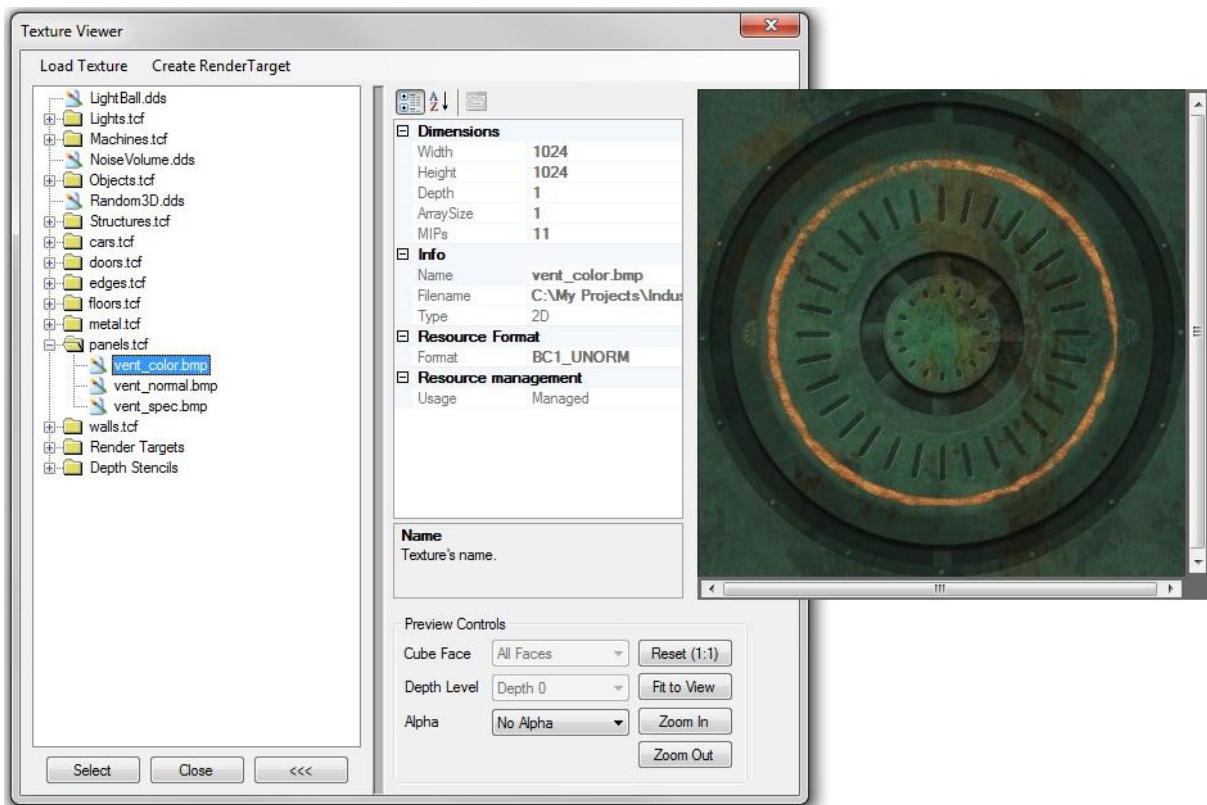 Texture Viewer
Load Texture Create RenderTarget
LightBall.dds
Lights.tcf
Machines.tcf
NoiseVolume.dds
Objects.tcf
Random3D.dds
Structures.tcf
cars.tcf
doors.tcf
edges.tcf
floors.tcf
metal.tcf
panels.tcf
vent_color.bmp
vent_normal.bmp
vent_spec.bmp
walls.tcf
Render Targets
Depth Stencils
Select Close <<<
Dimensions
Width 1024
Height 1024
Depth 1
ArraySize 1
MIPs 11
Info
Name vent_color.bmp
Filename C:\My Projects\Indus
Type 2D
Resource Format
Format BC1_UNORM
Resource management
Usage Managed
Name
Texture's name.
Preview Controls
Cube Face All Faces Reset (1:1)
Depth Level Depth 0 Fit to View
Alpha No Alpha Zoom In
Zoom Out